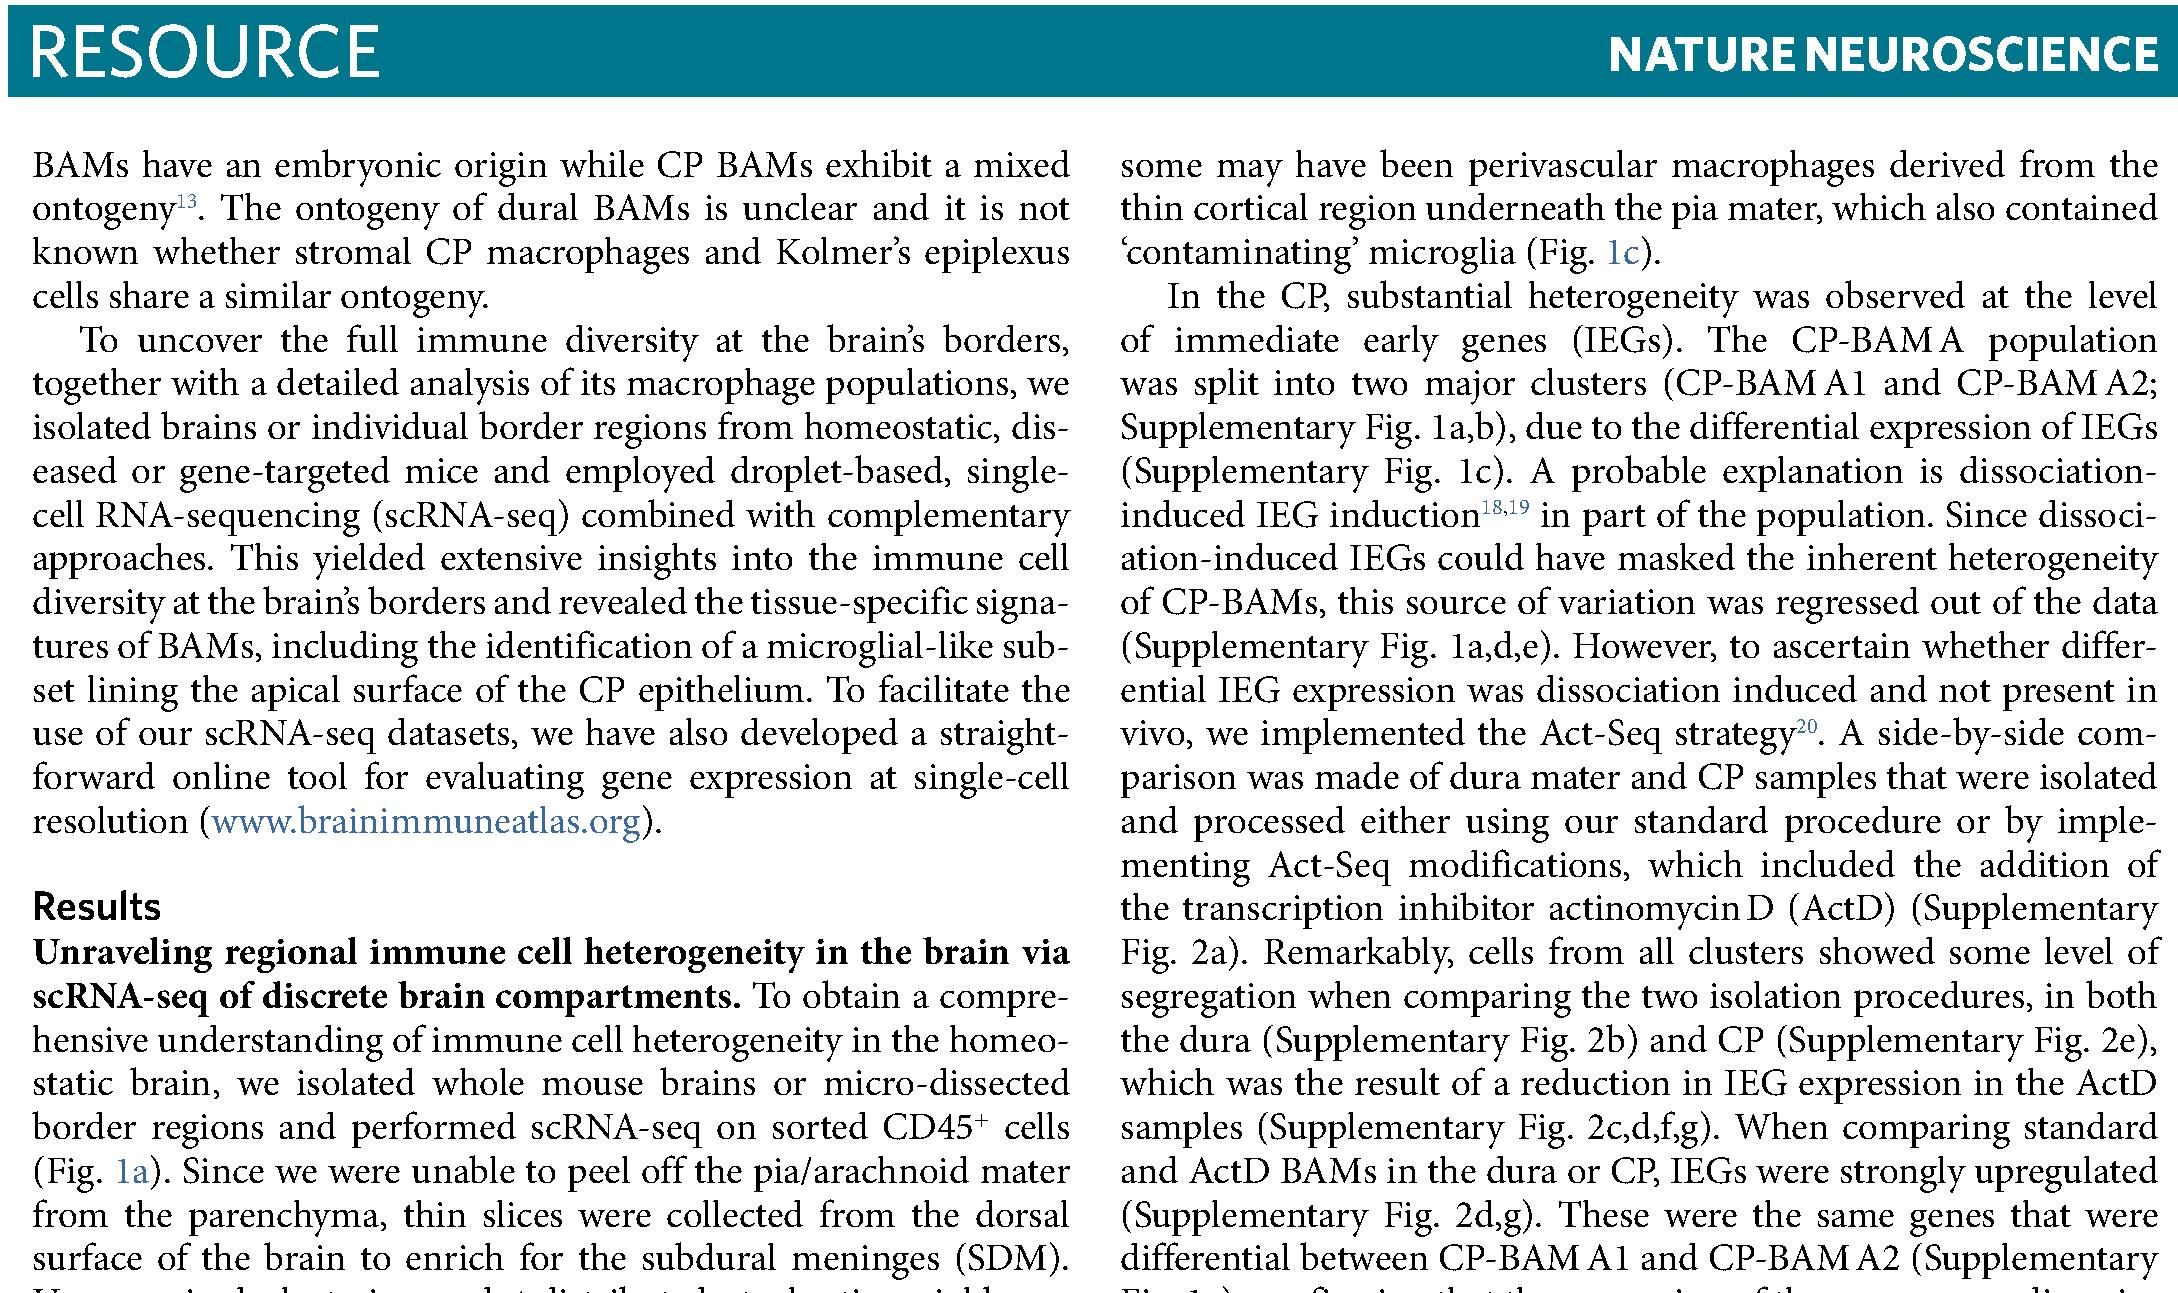 RESOURCE
NATURE NEUROSCIENCE
BAMs have an embryonic origin while CP BAMs exhibit a mixed
ontogeny13. The ontogeny of dural BAMs is unclear and it is not
known whether stromal CP macrophages and Kolmer's epiplexus
cells share a similar ontogeny.
To uncover the full immune diversity at the brain's borders,
together with a detailed analysis of its macrophage populations, we
isolated brains or individual border regions from homeostatic, dis-
eased or gene-targeted mice and employed droplet-based, single-
cell RNA-sequencing (scRNA-seq) combined with complementary
approaches. This yielded extensive insights into the immune cell
diversity at the brain's borders and revealed the tissue-specific signa-
tures of BAMs, including the identification of a microglial-like sub-
set lining the apical surface of the CP epithelium. To facilitate the
use of our scRNA-seq datasets, we have also developed a straight-
forward online tool for evaluating gene expression at single-cell
resolution (www.brainimmuneatlas.org).
Results
Unraveling regional immune cell heterogeneity in the brain via
scRNA-seq of discrete brain compartments. To obtain a compre-
hensive understanding of immune cell heterogeneity in the homeo-
static brain, we isolated whole mouse brains or micro-dissected
border regions and performed scRNA-seq on sorted CD45+ cells
(Fig. 1a). Since we were unable to peel off the pia/arachnoid mater
from the parenchyma, thin slices were collected from the dorsal
surface of the brain to enrich for the subdural meninges (SDM).
some may have been perivascular macrophages derived from the
thin cortical region underneath the pia mater, which also contained
'contaminating' microglia (Fig. 1c).
In the CP, substantial heterogeneity was observed at the level
of immediate early genes (IEGs). The CP-BAM A population
was split into two major clusters (CP-BAM A1 and CP-BAM A2;
Supplementary Fig. 1a,b), due to the differential expression of IEGs
(Supplementary Fig. 1c). A probable explanation is dissociation-
induced IEG induction18,19 in part of the population. Since dissoci-
ation-induced IEGs could have masked the inherent heterogeneity
of CP-BAMs, this source of variation was regressed out of the data
(Supplementary Fig. 1a,d,e). However, to ascertain whether differ-
ential IEG expression was dissociation induced and not present in
vivo, we implemented the Act-Seq strategy20. A side-by-side com-
parison was made of dura mater and CP samples that were isolated
and processed either using our standard procedure or by imple-
menting Act-Seq modifications, which included the addition of
the transcription inhibitor actinomycin D (ActD) (Supplementary
Fig. 2a). Remarkably, cells from all clusters showed some level of
segregation when comparing the two isolation procedures, in both
the dura (Supplementary Fig. 2b) and CP (Supplementary Fig. 2e),
which was the result of a reduction in IEG expression in the ActD
samples (Supplementary Fig. 2c,d,f,g). When comparing standard
and ActD BAMs in the dura or CP, IEGs were strongly upregulated
(Supplementary Fig. 2d,g). These were the same genes that were
differential between CP-BAM A1 and CP-BAM A2 (Supplementary